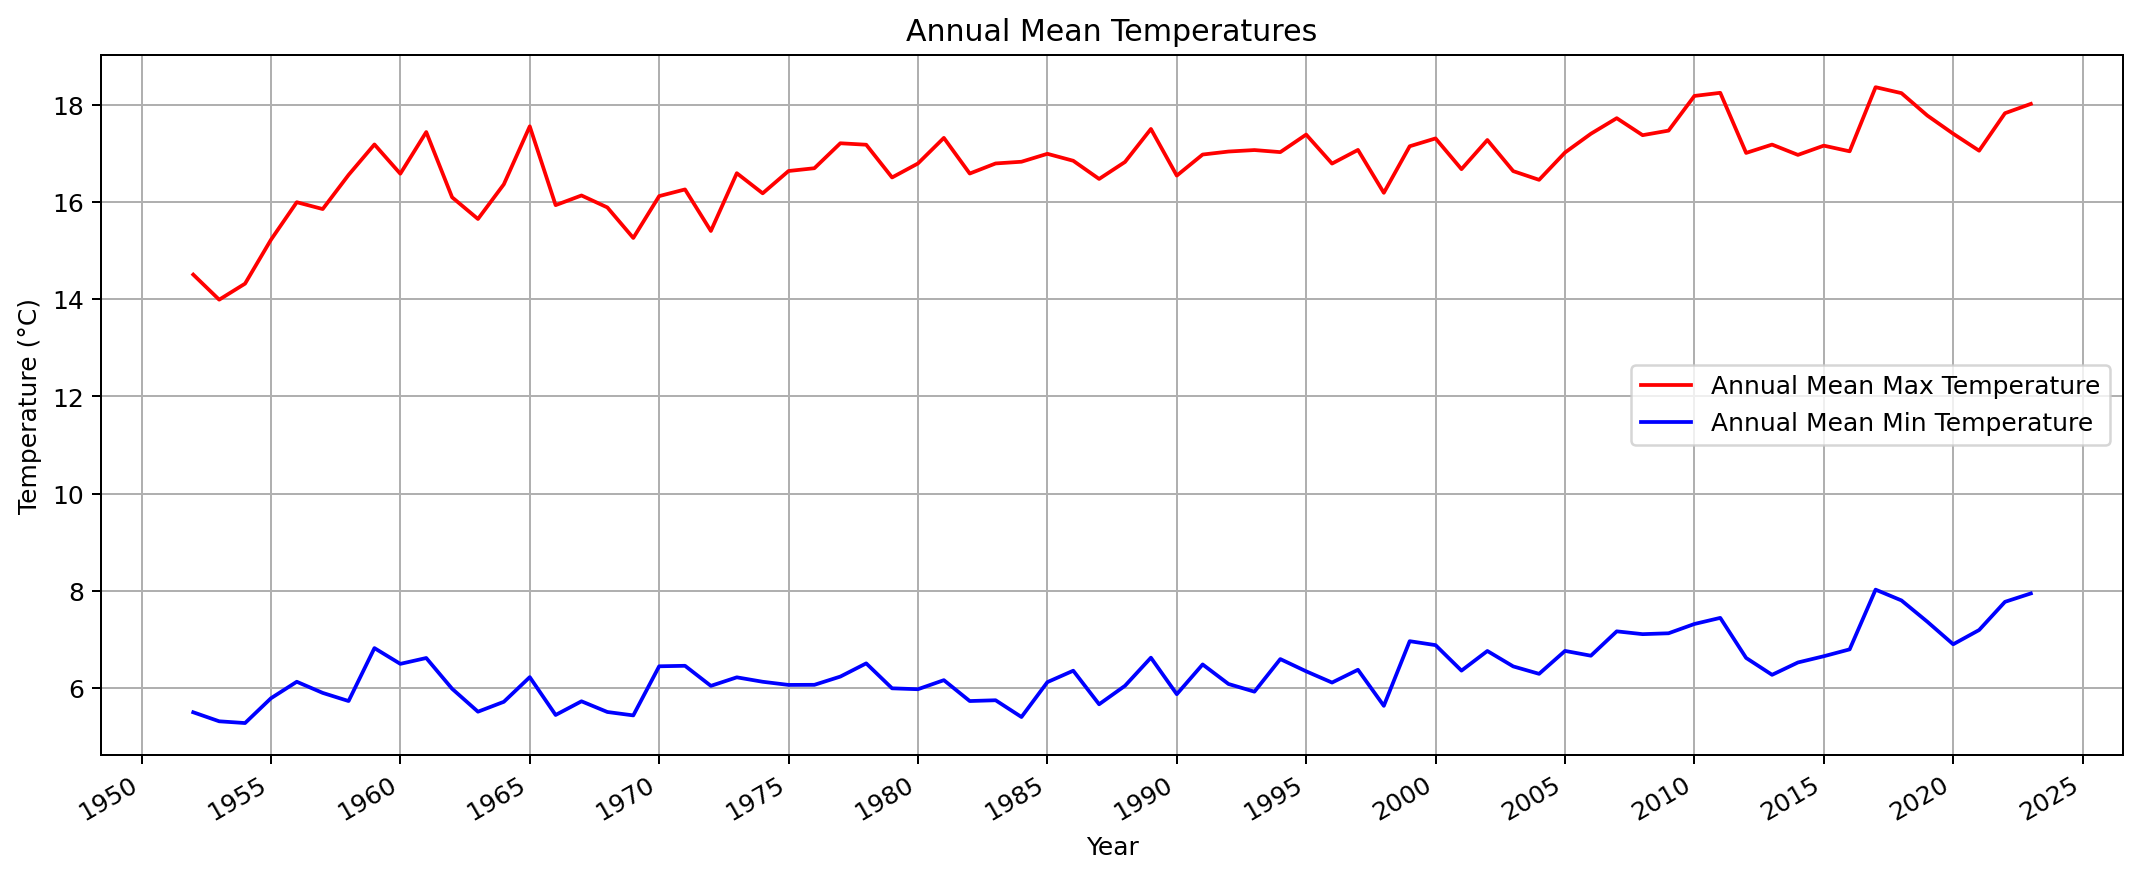 Annual Mean Temperatures
Temperature (°C)
18
16
14
12
10
8
6
Annual Mean Max Temperature
Annual Mean Min Temperature
1950 1955 1960 1965 1970 1975 1980 1985 1990 1995 2000 2005 2010 2015 2020 2025
Year